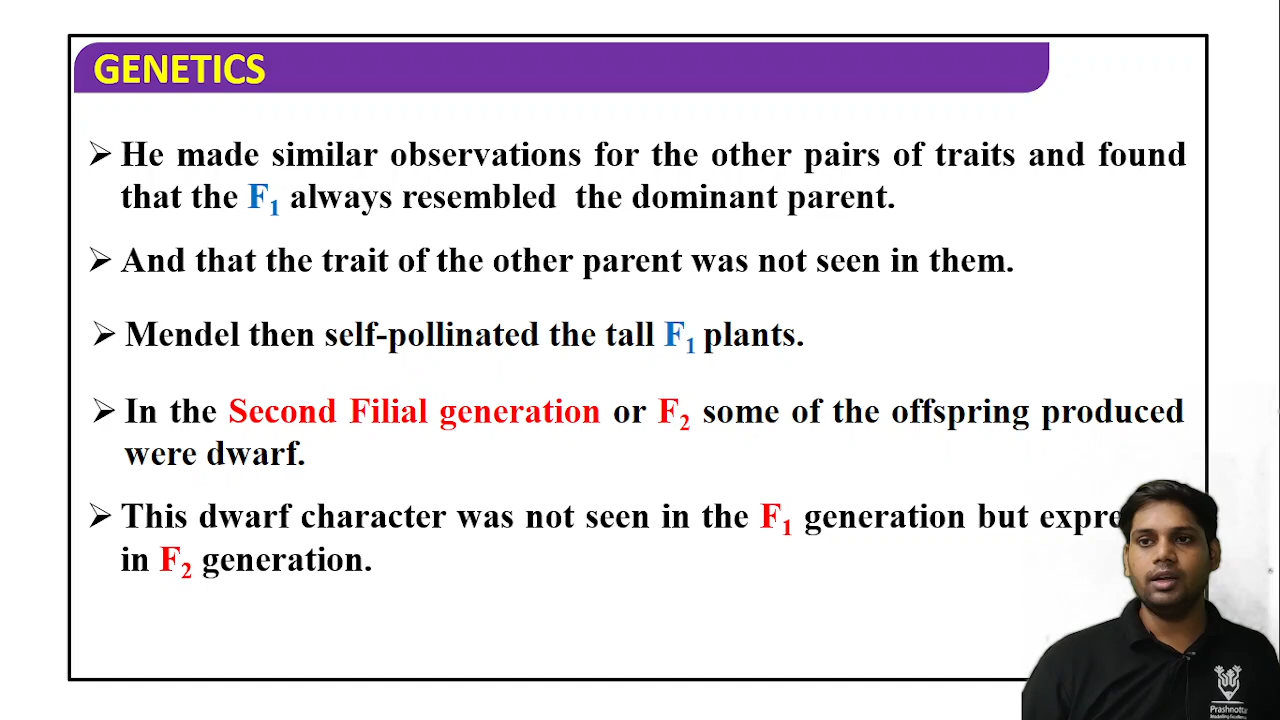 GENETICS
➢ He made similar observations for the other pairs of traits and found
that the F₁ always resembled the dominant parent.
➢ And that the trait of the other parent was not seen in them.
➢ Mendel then self-pollinated the tall F₁ plants.
➢ In the Second Filial generation or F₂ some of the offspring produced
were dwarf.
➢ This dwarf character was not seen in the F₁ generation but
in F₂ generation.